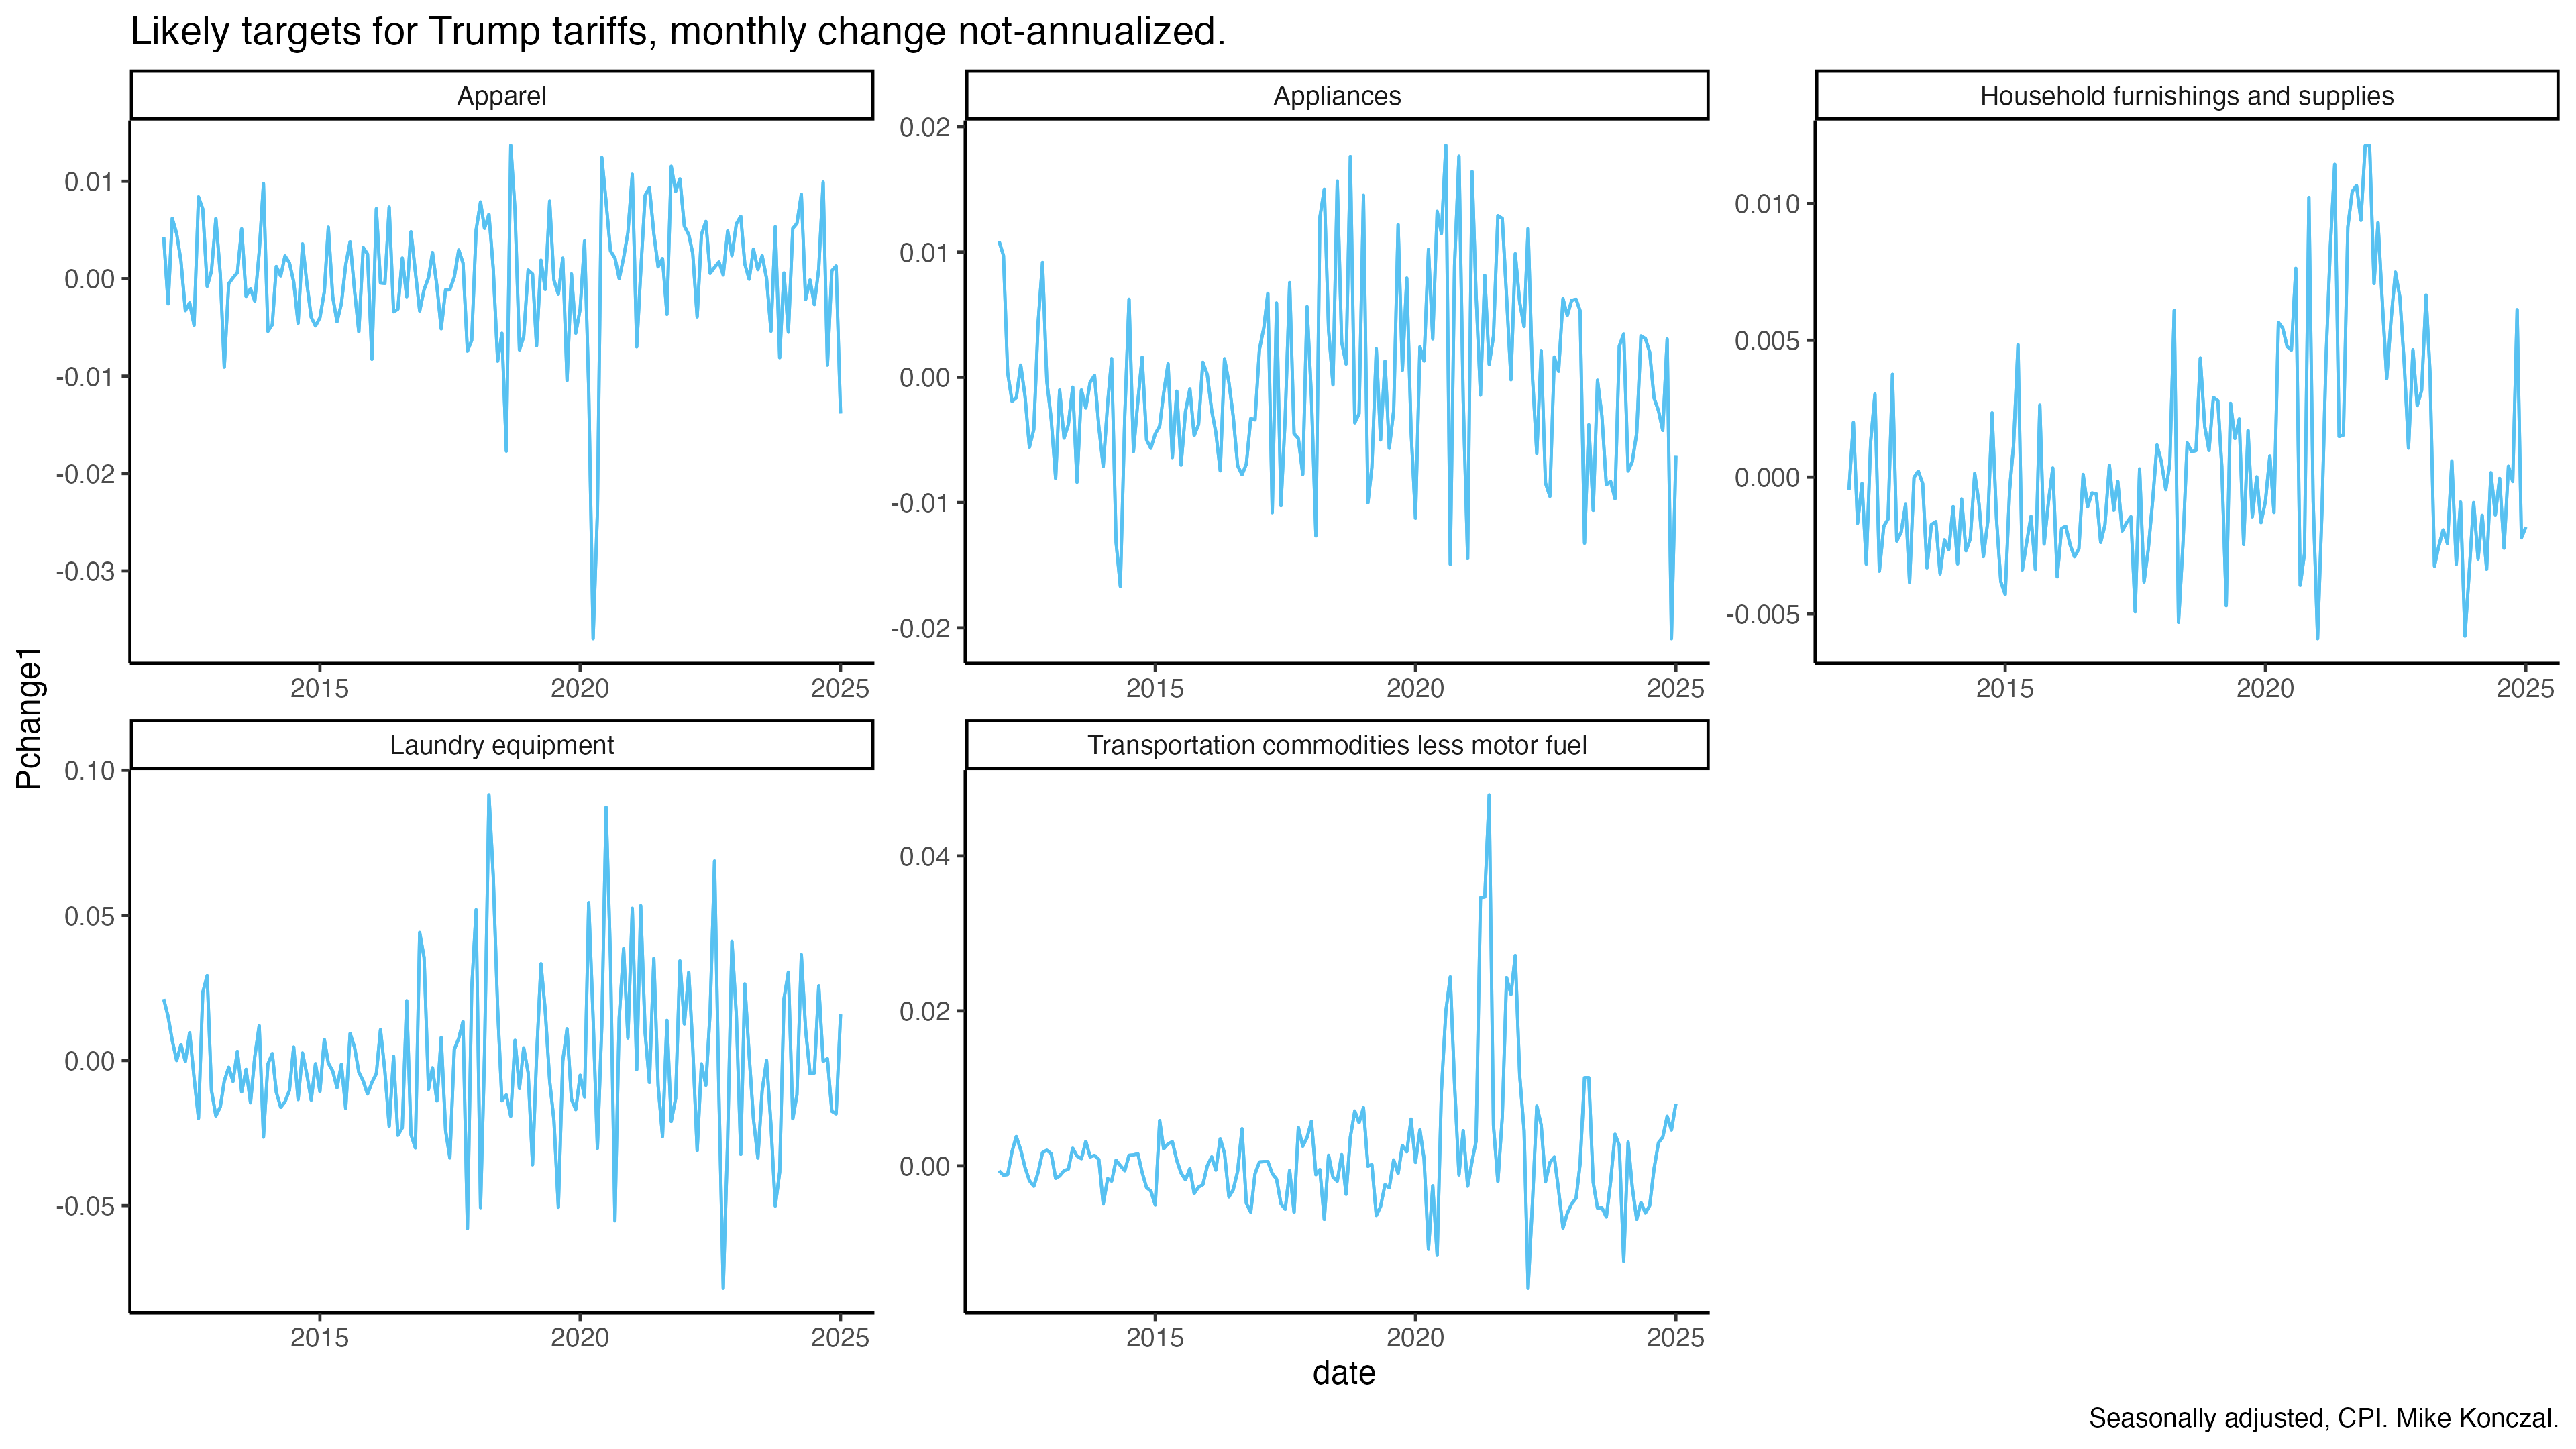 Likely targets for Trump tariffs, monthly change not-annualized.
Apparel
0.01
0.00
-0.01
-0.02
-0.03
2015 2020 2025
Appliances
0.02
0.01
0.00
-0.01
-0.02
2015 2020 2025
Household furnishings and supplies
0.010
0.005
0.000
-0.005
2015 2020 2025
Pchange1
Laundry equipment
0.10
0.05
0.00
-0.05
2015 2020 2025
Transportation commodities less motor fuel
0.04
0.02
0.00
2015 2020 2025
date
Seasonally adjusted, CPI. Mike Konczal.